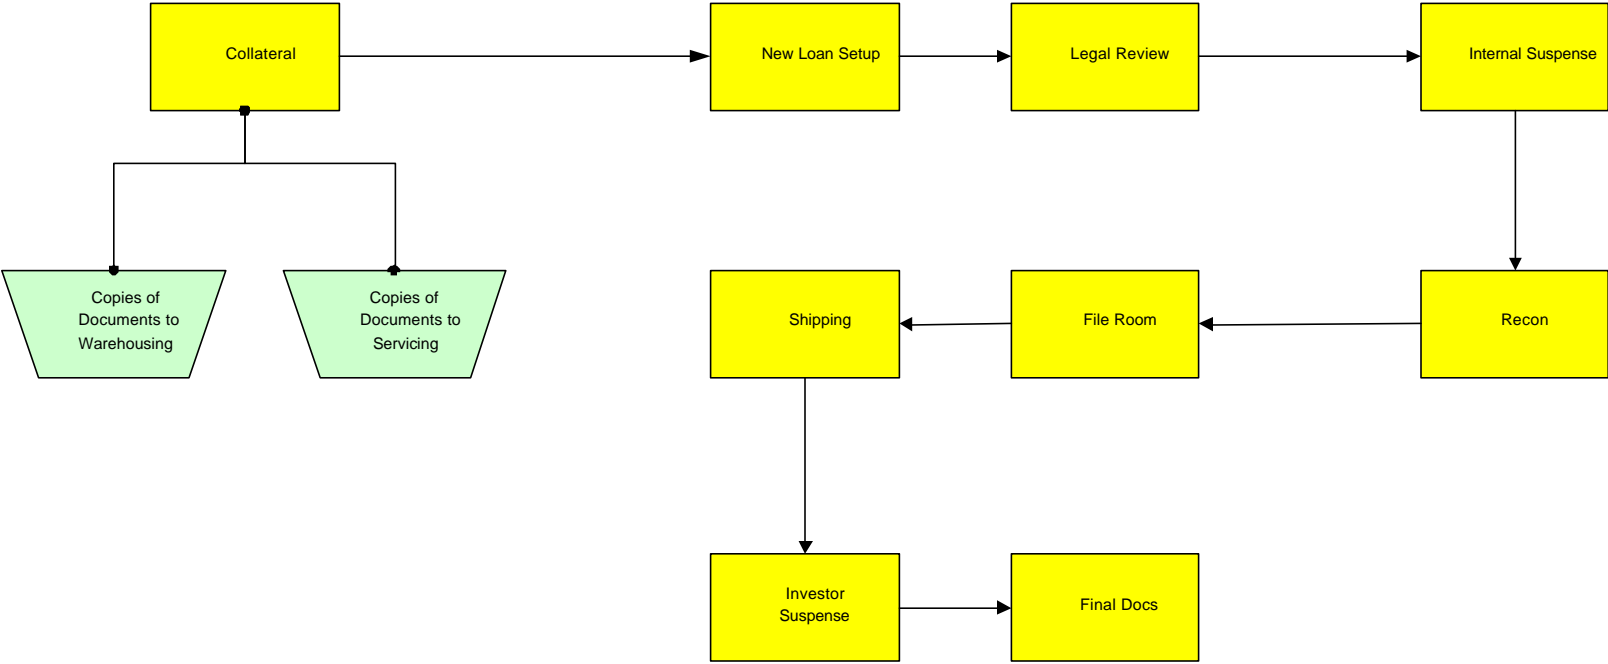 Collateral
New Loan Setup
Legal Review
Internal Suspense
Copies of
Documents to
Warehousing
Copies of
Documents to
Servicing
Shipping
File Room
Recon
Investor
Suspense
Final Docs